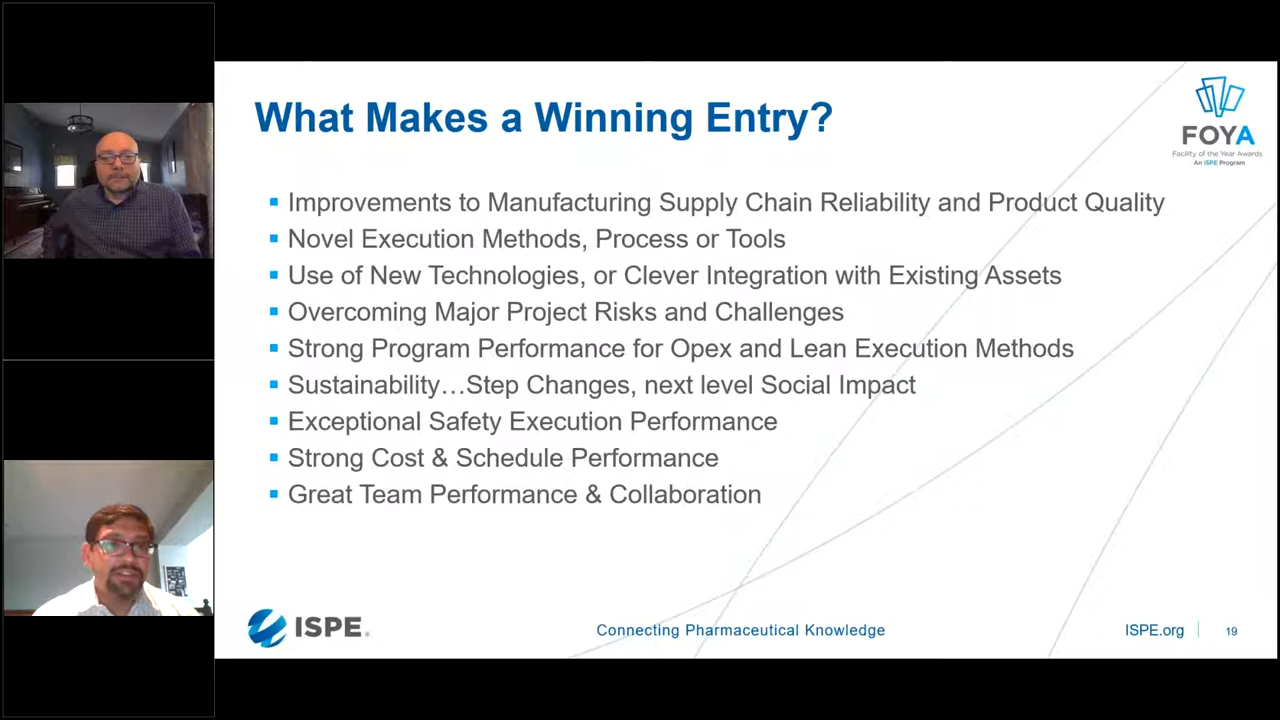 What Makes a Winning Entry?
FOYA
Facility of the Year Awards
An ISPE Program
Improvements to Manufacturing Supply Chain Reliability and Product Quality
Novel Execution Methods, Process or Tools
Use of New Technologies, or Clever Integration with Existing Assets
Overcoming Major Project Risks and Challenges
Strong Program Performance for Opex and Lean Execution Methods
Sustainability…Step Changes, next level Social Impact
Exceptional Safety Execution Performance
Strong Cost & Schedule Performance
Great Team Performance & Collaboration
ISPE®
Connecting Pharmaceutical Knowledge
ISPE.org
19